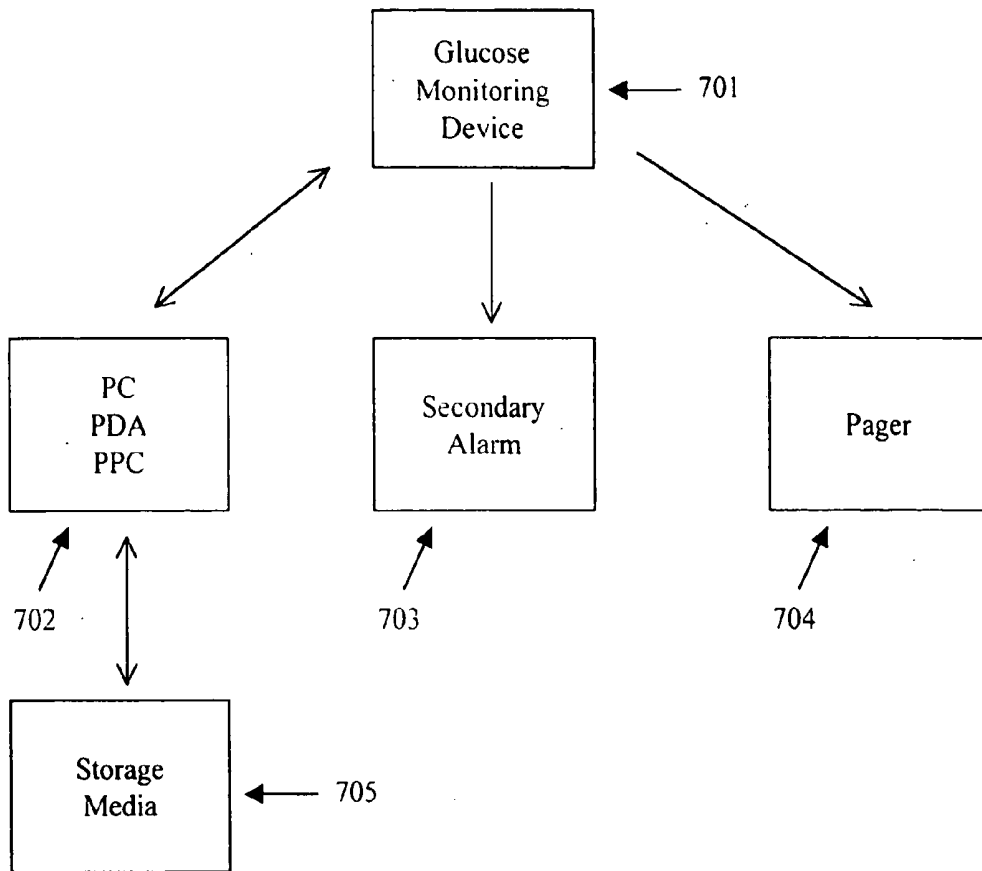 Glucose
Monitoring
Device
701
PC
PDA
PPC
Secondary
Alarm
Pager
702
703
704
Storage
Media
705